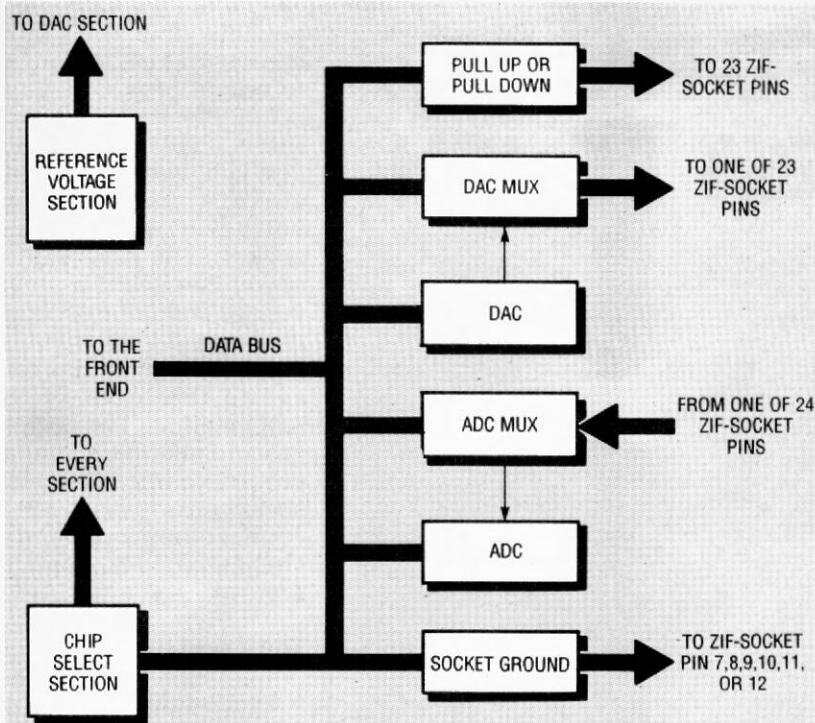 TO DAC SECTION
REFERENCE
VOLTAGE
SECTION
PULL UP OR
PULL DOWN
TO 23 ZIF-
SOCKET PINS
DAC MUX
TO ONE OF 23
ZIF-SOCKET
PINS
DAC
TO THE
FRONT
END
DATA BUS
ADC MUX
FROM ONE OF 24
ZIF-SOCKET
PINS
TO
EVERY
SECTION
ADC
CHIP
SELECT
SECTION
SOCKET GROUND
TO ZIF-SOCKET
PIN 7,8,9,10,11,
OR 12